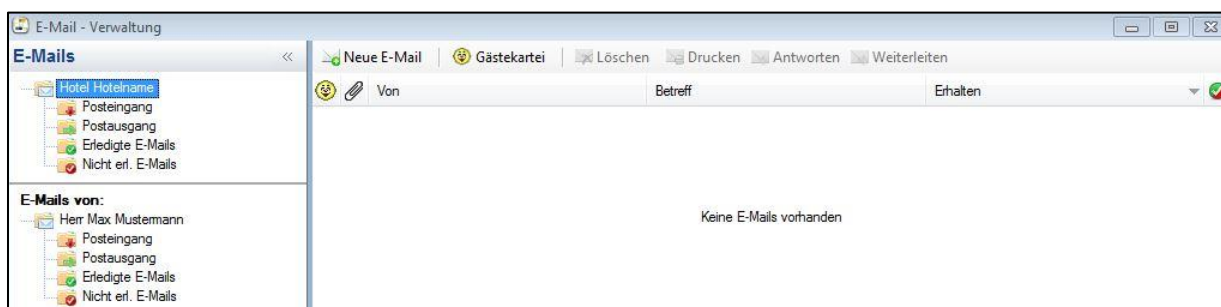 E-Mail - Verwaltung
E-Mails
Neue E-Mail Gästekartei Löschen Drucken Antworten Weiterleiten
Von Betreff Erhalten
Hotel Hotelname
Posteingang
Postausgang
Erledigte E-Mails
Nicht erl. E-Mails
E-Mails von:
Herr Max Mustermann
Posteingang
Postausgang
Erledigte E-Mails
Nicht erl. E-Mails
Keine E-Mails vorhanden